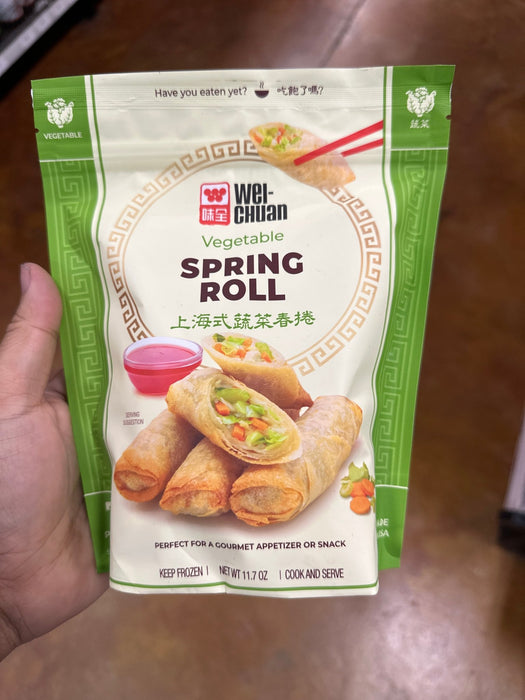 Have you eaten yet? 吃飽了嗎?
VEGETABLE
蔬菜
味全
WEI-
CHUAN
Vegetable
SPRING
ROLL
上海式蔬菜春捲
SERVING
SUGGESTION
PERFECT FOR A GOURMET APPETIZER OR SNACK
KEEP FROZEN | NET WT 11.7 OZ | COOK AND SERVE